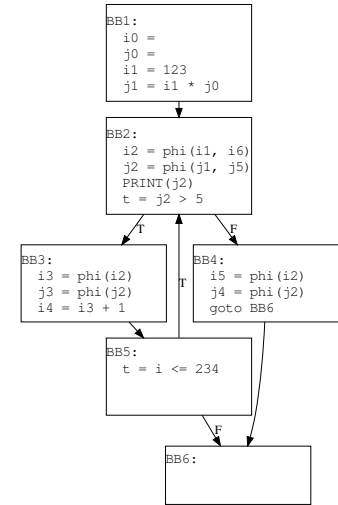 BB1:
i0 =
j0 =
i1 = 123
j1 = i1 * j0
BB2:
i2 = phi(i1, i6)
j2 = phi(j1, j5)
PRINT(j2)
t = j2 > 5
T
F
BB3:
i3 = phi(i2)
j3 = phi(j2)
i4 = i3 + 1
T
BB4:
i5 = phi(i2)
j4 = phi(j2)
goto BB6
BB5:
t = i <= 234
F
BB6: